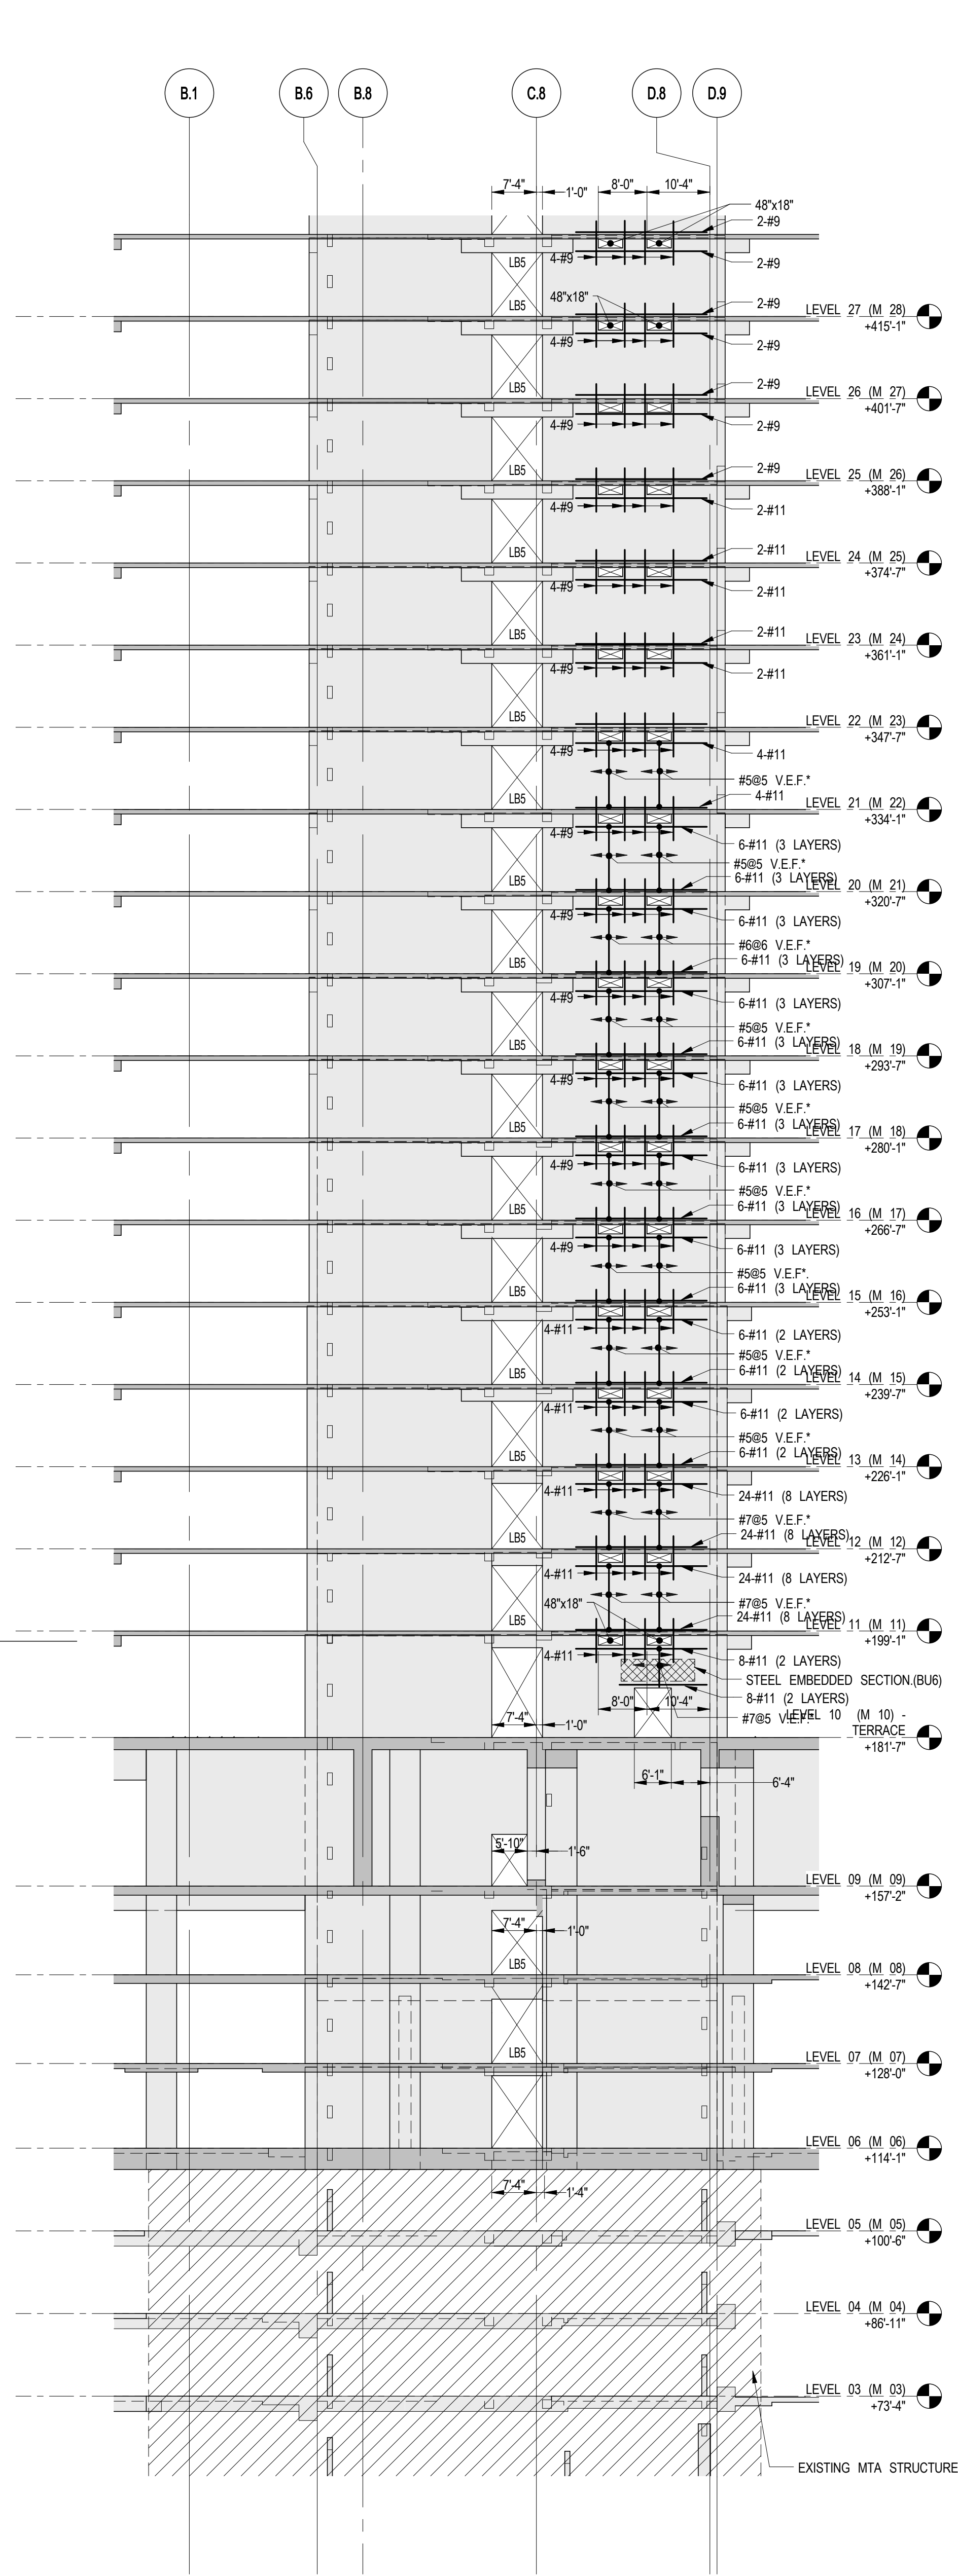 B.1 B.6 B.8 C.8 D.8 D.9
7'-4" 1'-0" 8'-0" 10'-4"
48"x18"
2-#9
LB5 4-#9 2-#9
LB5 48"x18" 2-#9
LEVEL 27 (M 28)
+415'-1"
4-#9 2-#9
2-#9
LEVEL 26 (M 27)
+401'-7"
4-#9 2-#9
LB5 2-#9
LEVEL 25 (M 26)
+388'-1"
4-#9 2-#11
LB5 2-#11
LEVEL 24 (M 25)
+374'-7"
4-#9 2-#11
LB5 2-#11
LEVEL 23 (M 24)
+361'-1"
4-#9 2-#11
LB5
LEVEL 22 (M 23)
+347'-7"
4-#9 4-#11
#5@5 V.E.F.*
LB5 4-#11
LEVEL 21 (M 22)
+334'-1"
4-#9 6-#11 (3 LAYERS)
#5@5 V.E.F.*
LB5 6-#11 (3 LAYERS)
LEVEL 20 (M 21)
+320'-7"
4-#9 6-#11 (3 LAYERS)
#6@6 V.E.F.*
LB5 6-#11 (3 LAYERS)
LEVEL 19 (M 20)
+307'-1"
4-#9 6-#11 (3 LAYERS)
#5@5 V.E.F.*
LB5 6-#11 (3 LAYERS)
LEVEL 18 (M 19)
+293'-7"
4-#9 6-#11 (3 LAYERS)
#5@5 V.E.F.*
LB5 6-#11 (3 LAYERS)
LEVEL 17 (M 18)
+280'-1"
4-#9 6-#11 (3 LAYERS)
#5@5 V.E.F.*
LB5 6-#11 (3 LAYERS)
LEVEL 16 (M 17)
+266'-7"
4-#9 6-#11 (3 LAYERS)
#5@5 V.E.F*.
LB5 6-#11 (3 LAYERS)
LEVEL 15 (M 16)
+253'-1"
4-#11 6-#11 (2 LAYERS)
#5@5 V.E.F.*
LB5 6-#11 (2 LAYERS)
LEVEL 14 (M 15)
+239'-7"
4-#11 6-#11 (2 LAYERS)
#5@5 V.E.F.*
LB5 6-#11 (2 LAYERS)
LEVEL 13 (M 14)
+226'-1"
4-#11 24-#11 (8 LAYERS)
#7@5 V.E.F.*
LB5 24-#11 (8 LAYERS)
LEVEL 12 (M 12)
+212'-7"
4-#11 24-#11 (8 LAYERS)
#7@5 V.E.F.*
48"x18"
LB5 24-#11 (8 LAYERS)
LEVEL 11 (M 11)
+199'-1"
4-#11 8-#11 (2 LAYERS)
STEEL EMBEDDED SECTION.(BU6)
8-#11 (2 LAYERS)
7'-4" 1'-0" 8'-0" 10'-4"
#7@5 V.E.F.*
LEVEL 10 (M 10) -
TERRACE
+181'-7"
6'-1" 6'-4"
5'-10" 1'-6"
LEVEL 09 (M 09)
+157'-2"
7'-4" 1'-0"
LB5
LEVEL 08 (M 08)
+142'-7"
LB5
LEVEL 07 (M 07)
+128'-0"
LEVEL 06 (M 06)
+114'-1"
7'-4" 1'-4"
LEVEL 05 (M 05)
+100'-6"
LEVEL 04 (M 04)
+86'-11"
LEVEL 03 (M 03)
+73'-4"
EXISTING MTA STRUCTURE